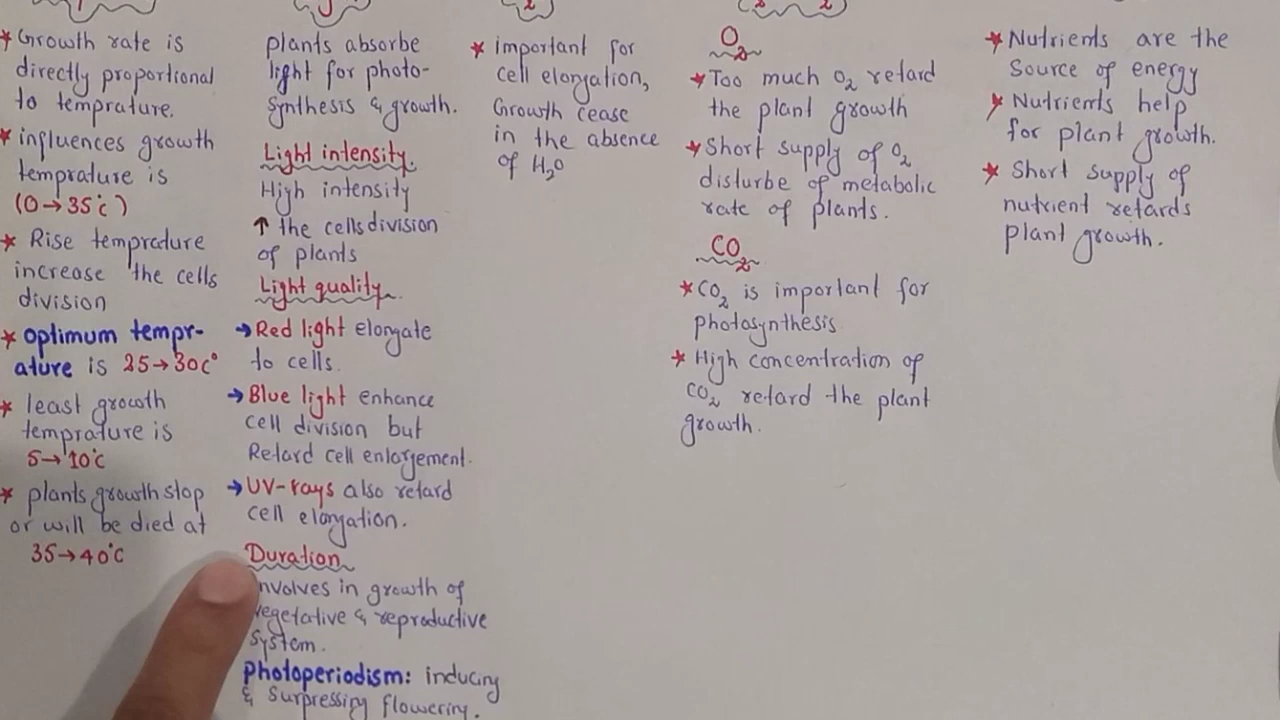 * Growth rate is
directly proportional
to temprature.
* influences growth
temprature is
(0→35°c)
* Rise temprature
increase the cells
division
* optimum tempr-
ature is 25→30c°
* least growth
temprature is
5→10°c
* plants growth stop
or will be died at
35→40°c
plants absorbe
light for photo-
synthesis & growth.
Light intensity.
High intensity
↑ the cells division
of plants
Light quality.
→ Red light elongate
to cells.
→ Blue light enhance
cell division but
Retard cell enlargement.
→ UV-rays also retard
cell elongation.
Duration
involves in growth of
vegetative & reproductive
system.
Photoperiodism: inducing
& Surpressing flowering.
* important for
cell elongation,
Growth cease
in the absence
of H₂O
O₂
* Too much O₂ retard
the plant growth
* Short supply of O₂
disturbe of metabolic
rate of plants.
CO₂
* CO₂ is important for
photosynthesis
* High concentration of
CO₂ retard the plant
growth.
* Nutrients are the
Source of energy
* Nutrients help
for plant growth.
* Short supply of
nutrient retards
plant growth.